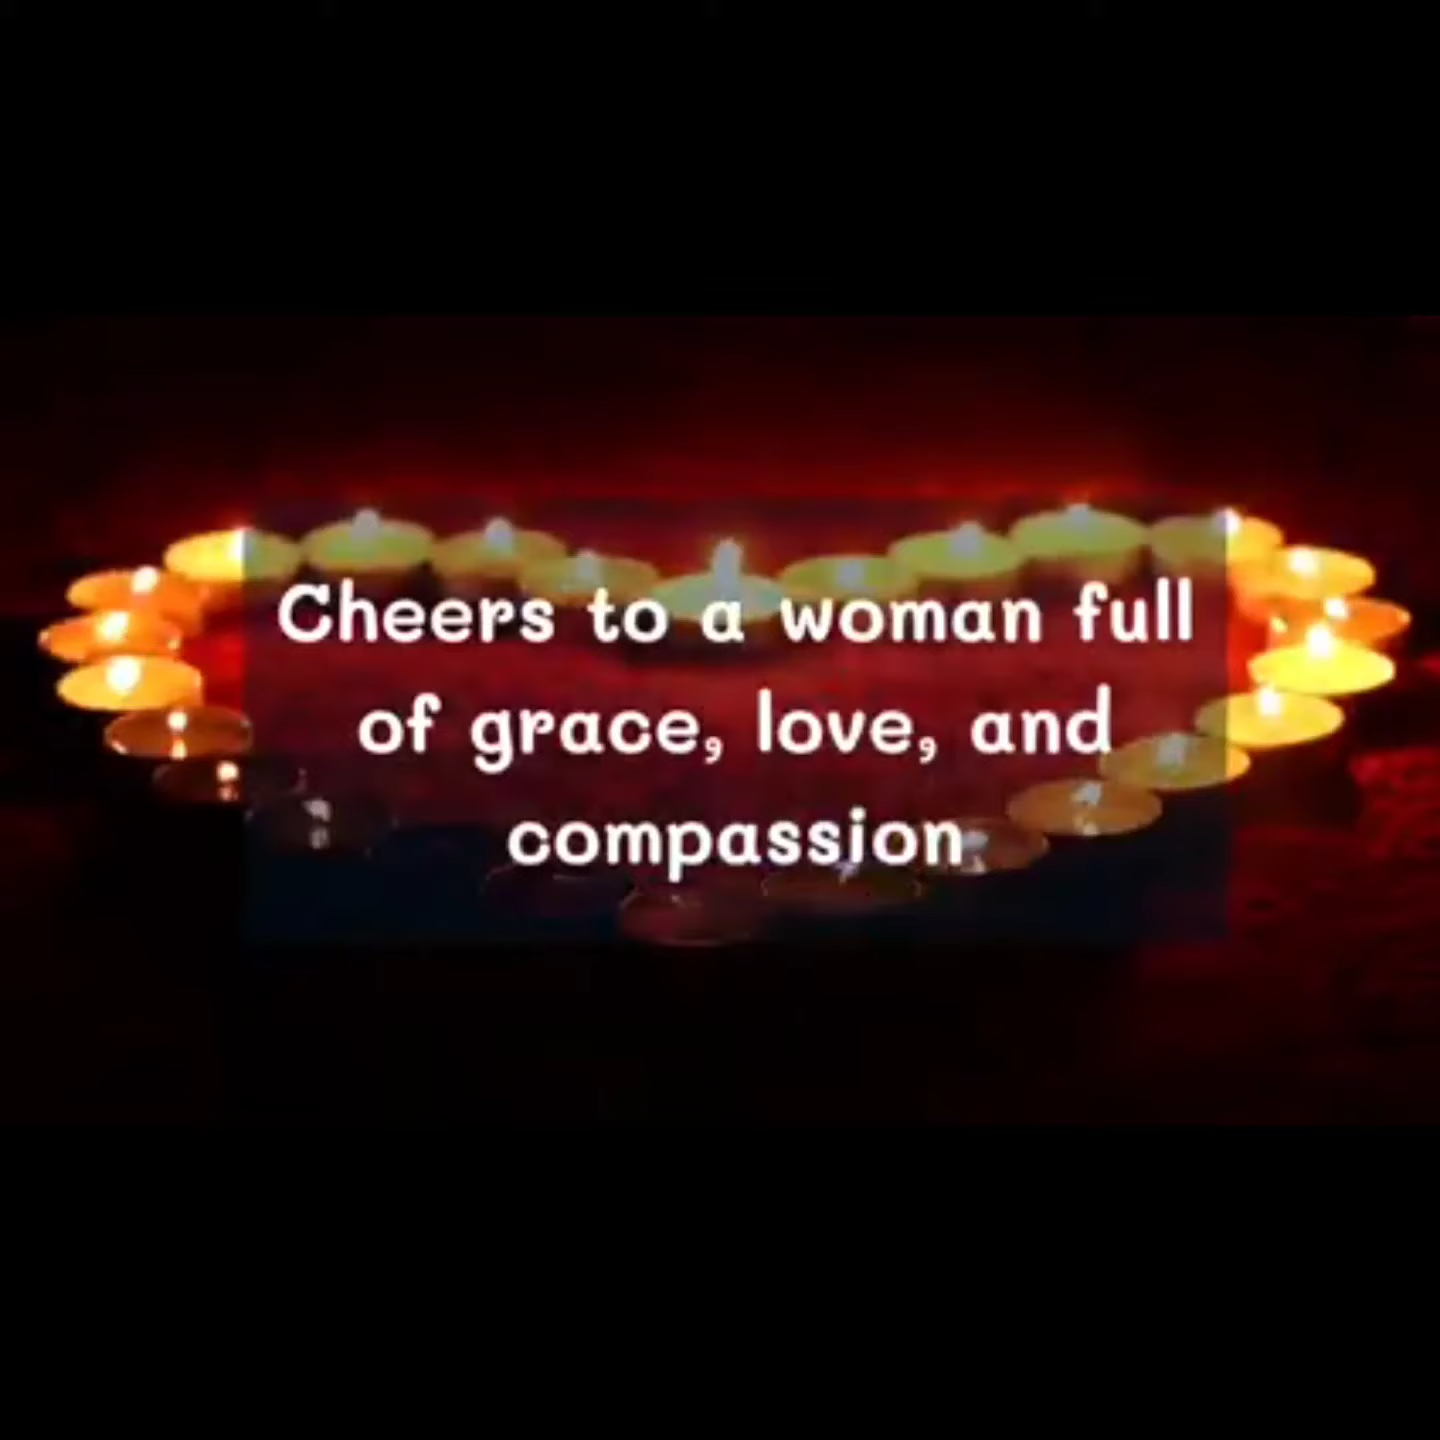 Cheers to a woman full
of grace, love, and
compassion